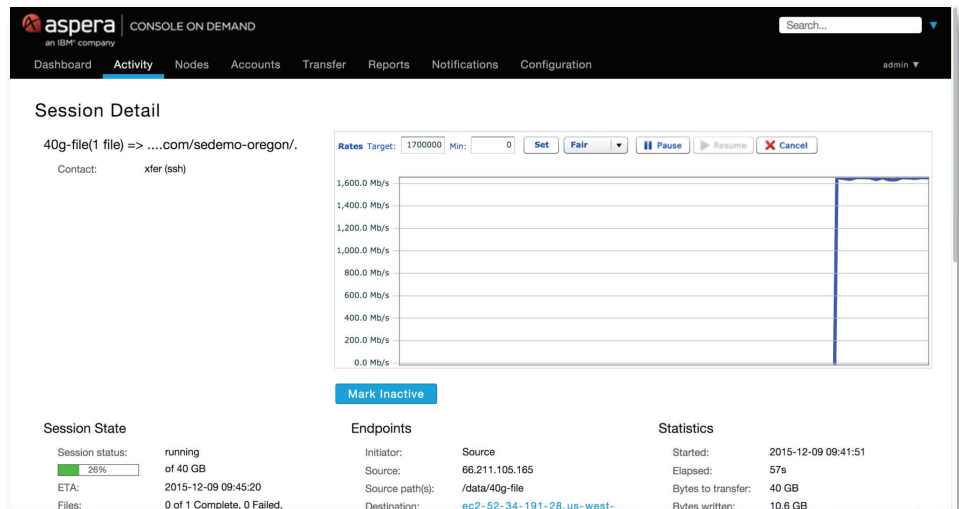 aspera CONSOLE ON DEMAND
an IBM® company
Search...
Dashboard Activity Nodes Accounts Transfer Reports Notifications Configuration admin
Session Detail
40g-file(1 file) => ....com/sedemo-oregon/.
Contact: xfer (ssh)
Rates Target: 1700000 Min: 0 Set Fair Pause Resume Cancel
1,600.0 Mb/s
1,400.0 Mb/s
1,200.0 Mb/s
1,000.0 Mb/s
800.0 Mb/s
600.0 Mb/s
400.0 Mb/s
200.0 Mb/s
0.0 Mb/s
Mark Inactive
Session State
Session status: running
26% of 40 GB
ETA: 2015-12-09 09:45:20
Files: 0 of 1 Complete, 0 Failed,
Endpoints
Initiator: Source
Source: 66.211.105.165
Source path(s): /data/40g-file
Destination: ec2-52-34-191-28.us-west-
Statistics
Started: 2015-12-09 09:41:51
Elapsed: 57s
Bytes to transfer: 40 GB
Bytes written: 10.6 GB